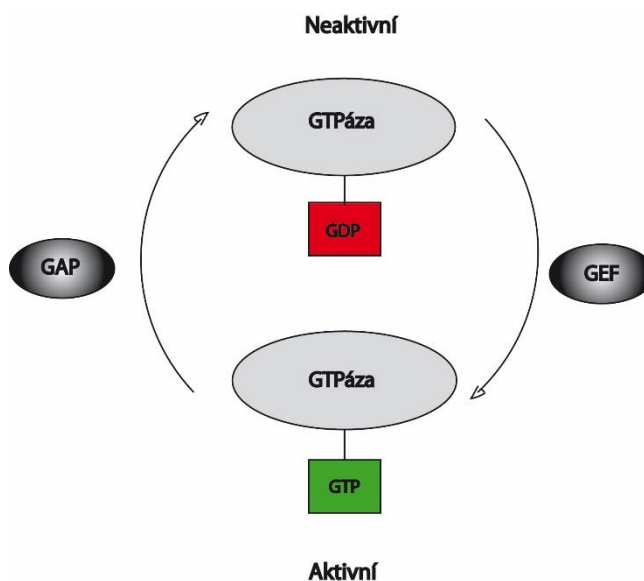 Neaktivní
GTPáza
GDP
GAP
GEF
GTPáza
GTP
Aktivní